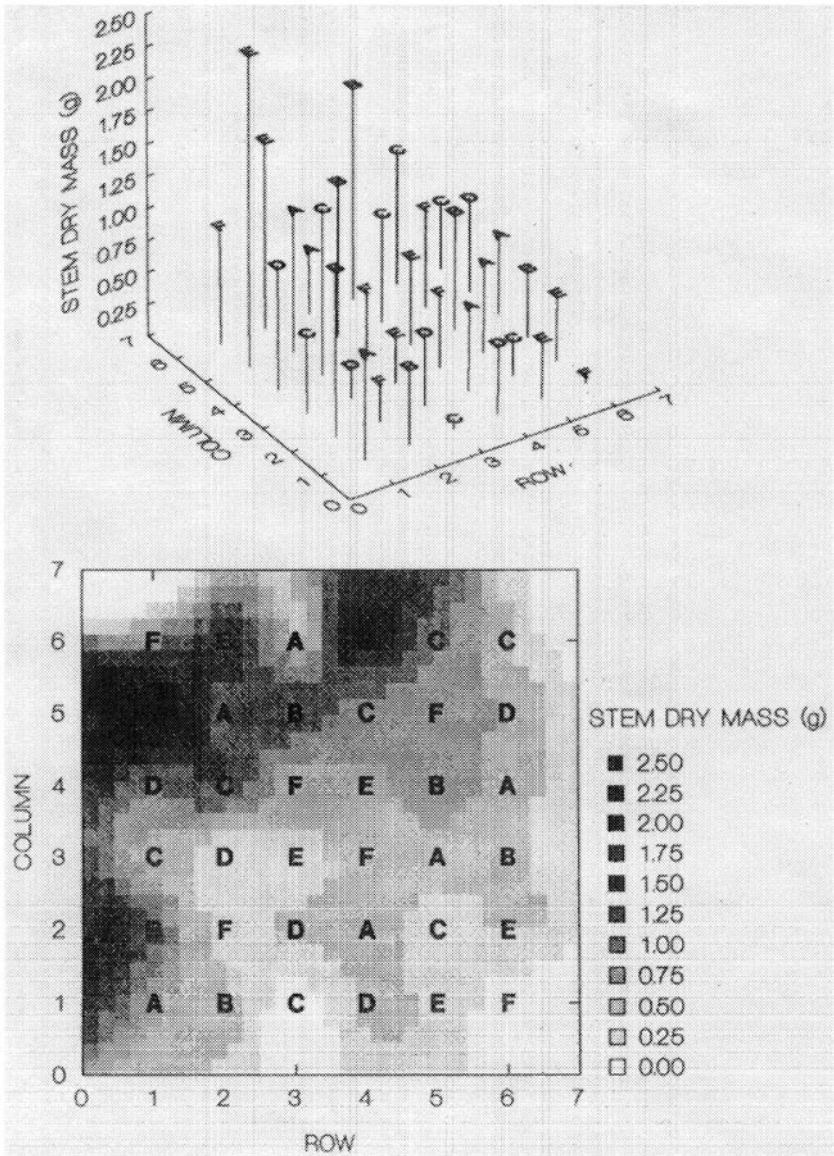 2.50
2.25
2.00
1.75
1.50
1.25
1.00
0.75
0.50
0.25
STEM DRY MASS (g)
E
B
E
C
B
D
C
F
A
C
B
C
F
A
A
E
A
D
B
B
F
F
E
A
C
E
D
C
E
D
A
D
B
F
F
C
7 6 5 4 3 2 1 0
COLUMN
0 1 2 3 4 5 6 7
ROW
7
6 F E A C C
5 A B C F D
4 D C F E B A
3 C D E F A B
2 B F D A C E
1 A B C D E F
0
COLUMN
0 1 2 3 4 5 6 7
ROW
STEM DRY MASS (g)
2.50
2.25
2.00
1.75
1.50
1.25
1.00
0.75
0.50
0.25
0.00